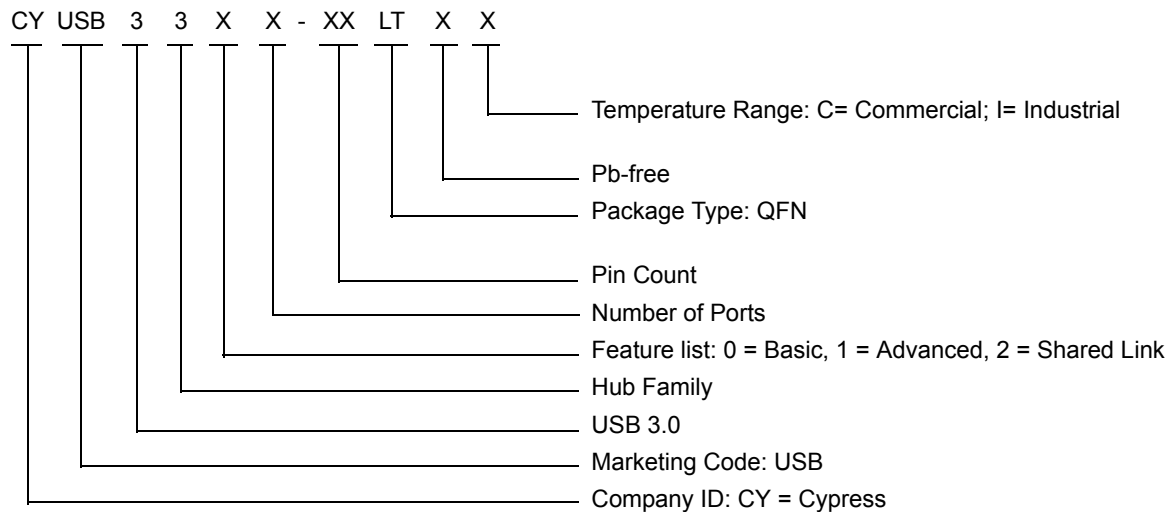 CY USB 3 3 X X - XX LT X X
Temperature Range: C= Commercial; I= Industrial
Pb-free
Package Type: QFN
Pin Count
Number of Ports
Feature list: 0 = Basic, 1 = Advanced, 2 = Shared Link
Hub Family
USB 3.0
Marketing Code: USB
Company ID: CY = Cypress